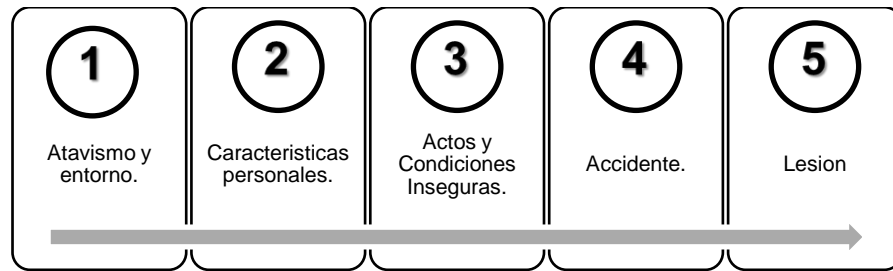 1
Atavismo y
entorno.
2
Caracteristicas
personales.
3
Actos y
Condiciones
Inseguras.
4
Accidente.
5
Lesion